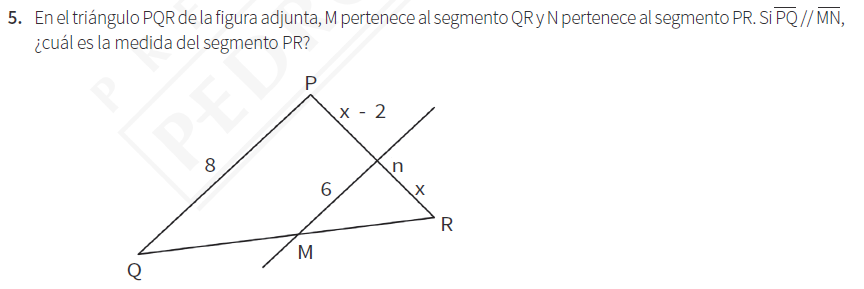 5. En el triángulo PQR de la figura adjunta, M pertenece al segmento QR y N pertenece al segmento PR. Si PQ // MN,
¿cuál es la medida del segmento PR?
P
x - 2
8
n
6
x
R
M
Q